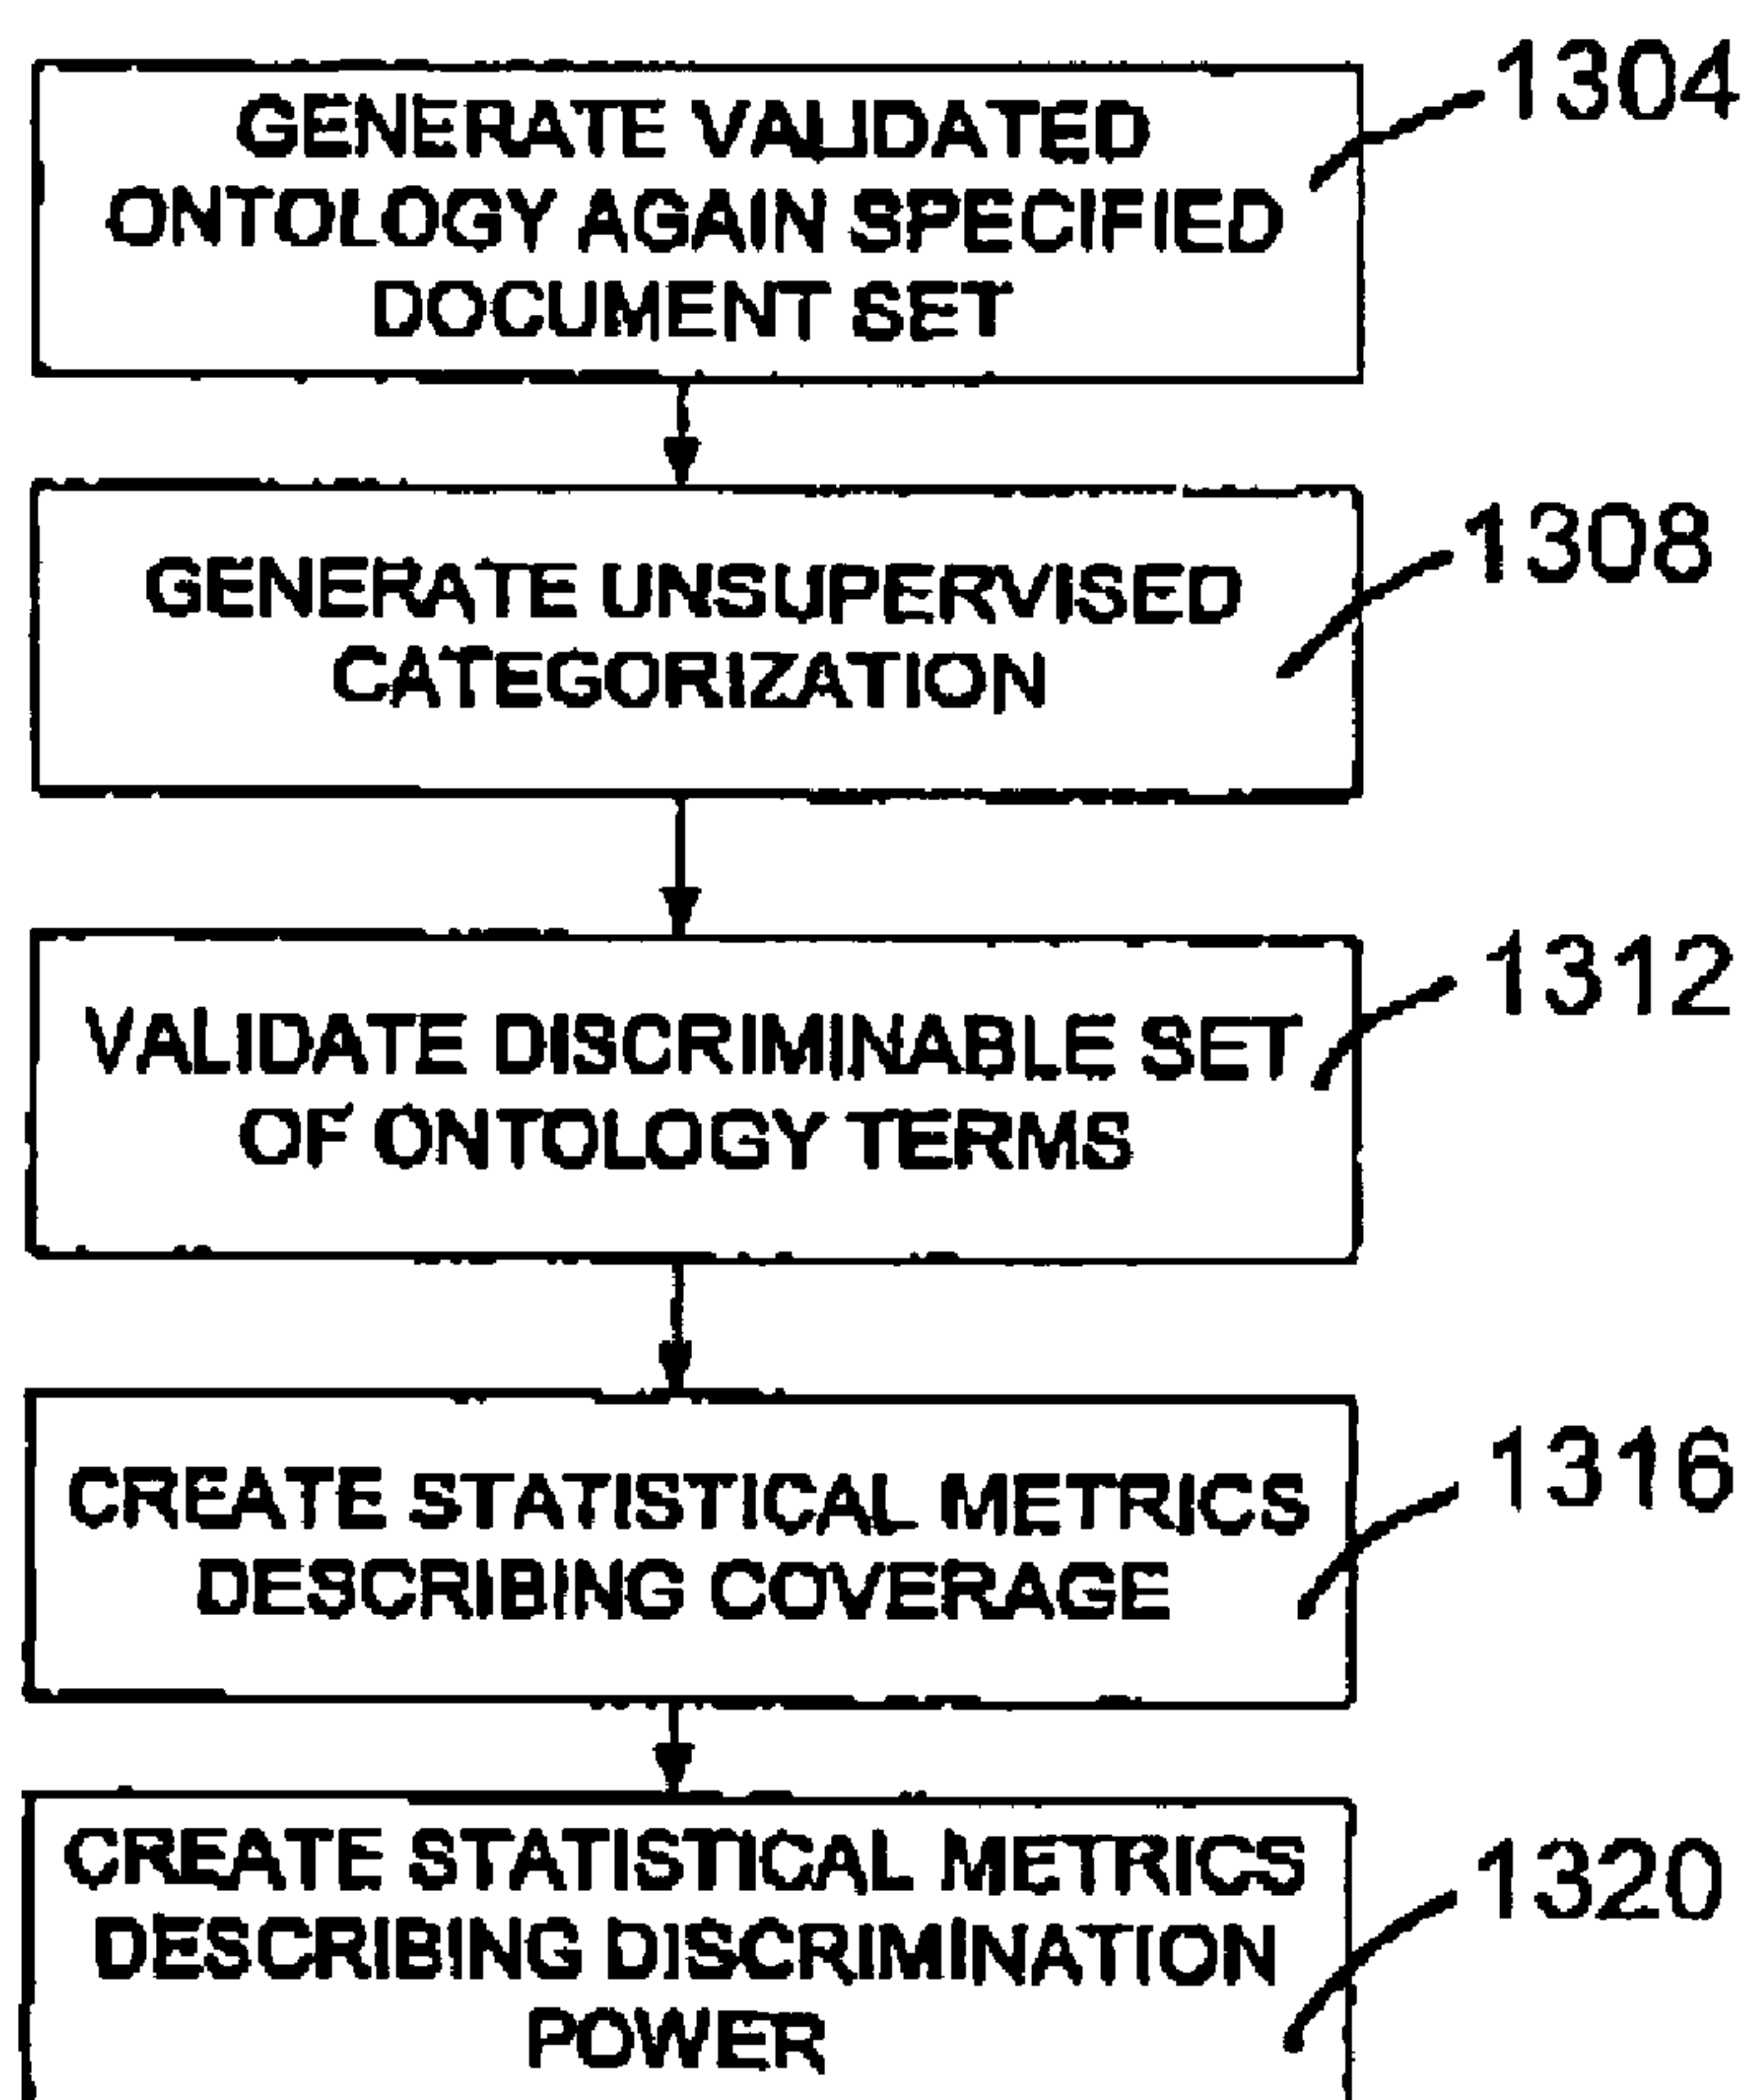 GENERATE VALIDATED
ONTOLOGY AGAIN SPECIFIED
DOCUMENT SET
1304
GENERATE UNSUPERVISED
CATEGORIZATION
1308
VALIDATE DISCRIMINABLE SET
OF ONTOLOGY TERMS
1312
CREATE STATISTICAL METRICS
DESCRIBING COVERAGE
1316
CREATE STATISTICAL METRICS
DESCRIBING DISCRIMINATION
POWER
1320